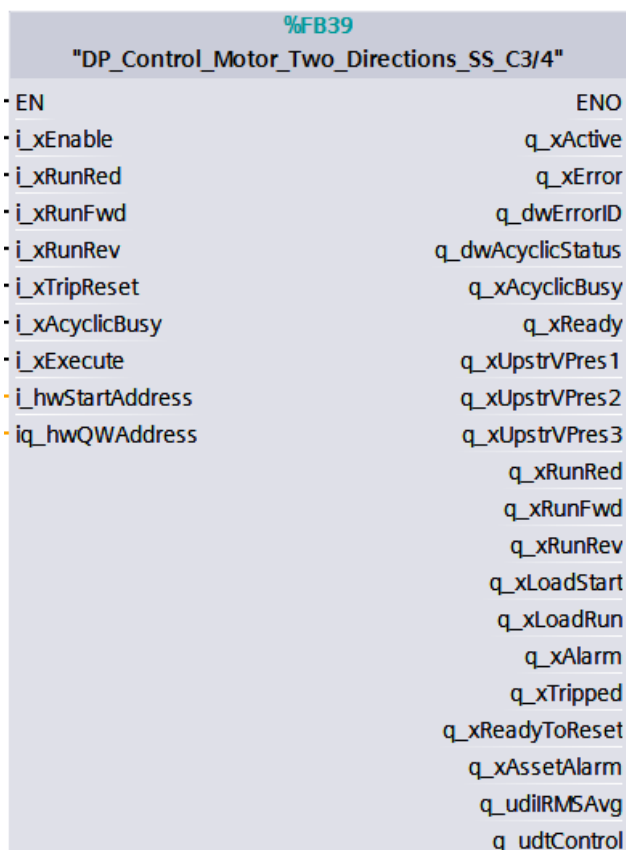 %FB39
"DP_Control_Motor_Two_Directions_SS_C3/4"
EN ENO
i_xEnable q_xActive
i_xRunRed q_xError
i_xRunFwd q_dwErrorID
i_xRunRev q_dwAcyclicStatus
i_xTripReset q_xAcyclicBusy
i_xAcyclicBusy q_xReady
i_xExecute q_xUpstrVPres1
i_hwStartAddress q_xUpstrVPres2
iq_hwQWAddress q_xUpstrVPres3
q_xRunRed
q_xRunFwd
q_xRunRev
q_xLoadStart
q_xLoadRun
q_xAlarm
q_xTripped
q_xReadyToReset
q_xAssetAlarm
q_udiIRMSAvg
q_udtControl